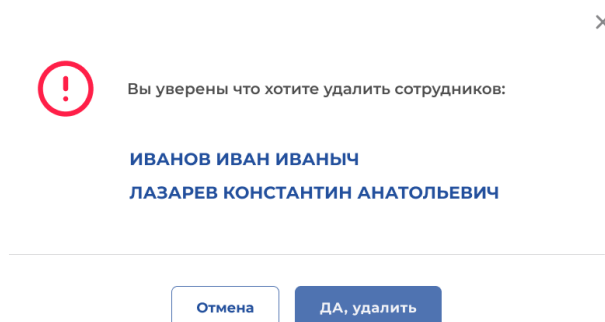 Вы уверены что хотите удалить сотрудников:
ИВАНОВ ИВАН ИВАНЫЧ
ЛАЗАРЕВ КОНСТАНТИН АНАТОЛЬЕВИЧ
Отмена
ДА, удалить